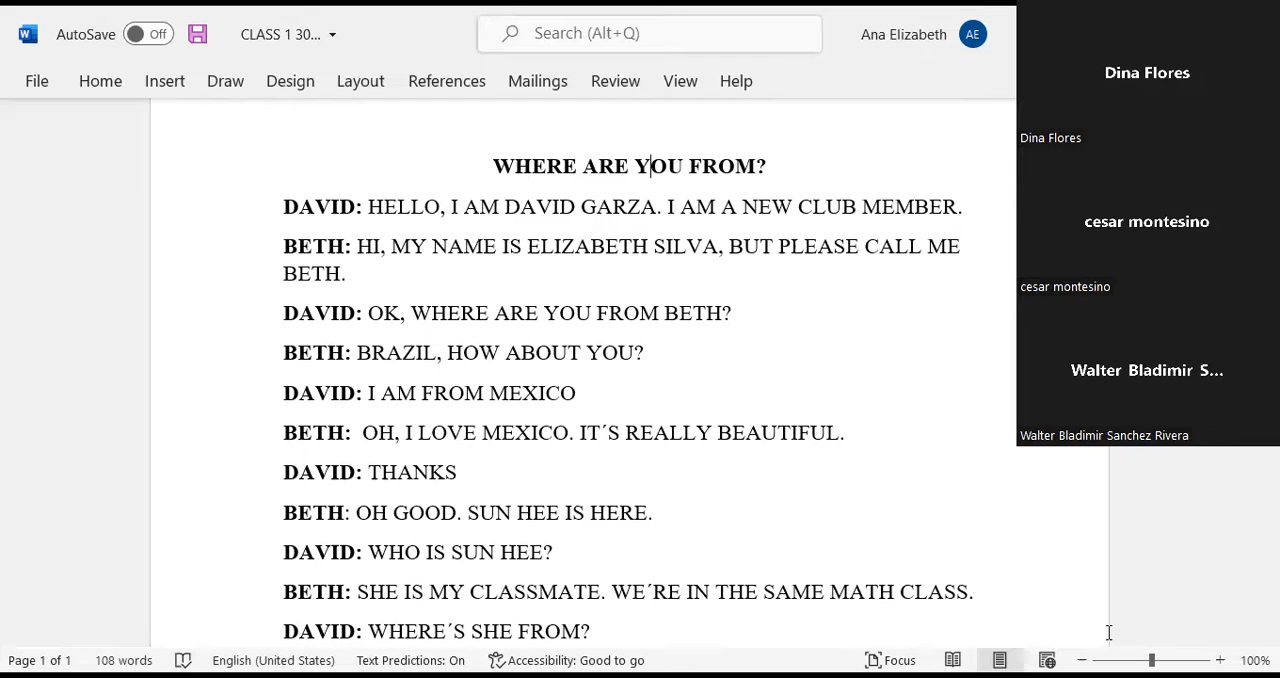 AutoSave Off CLASS 1 30... Search (Alt+Q) Ana Elizabeth AE
File Home Insert Draw Design Layout References Mailings Review View Help
WHERE ARE YOU FROM?
DAVID: HELLO, I AM DAVID GARZA. I AM A NEW CLUB MEMBER.
BETH: HI, MY NAME IS ELIZABETH SILVA, BUT PLEASE CALL ME
BETH.
DAVID: OK, WHERE ARE YOU FROM BETH?
BETH: BRAZIL, HOW ABOUT YOU?
DAVID: I AM FROM MEXICO
BETH: OH, I LOVE MEXICO. IT´S REALLY BEAUTIFUL.
DAVID: THANKS
BETH: OH GOOD. SUN HEE IS HERE.
DAVID: WHO IS SUN HEE?
BETH: SHE IS MY CLASSMATE. WE´RE IN THE SAME MATH CLASS.
DAVID: WHERE´S SHE FROM?
Page 1 of 1 108 words English (United States) Text Predictions: On Accessibility: Good to go Focus 100%
Dina Flores
Dina Flores
cesar montesino
cesar montesino
Walter Bladimir S...
Walter Bladimir Sanchez Rivera